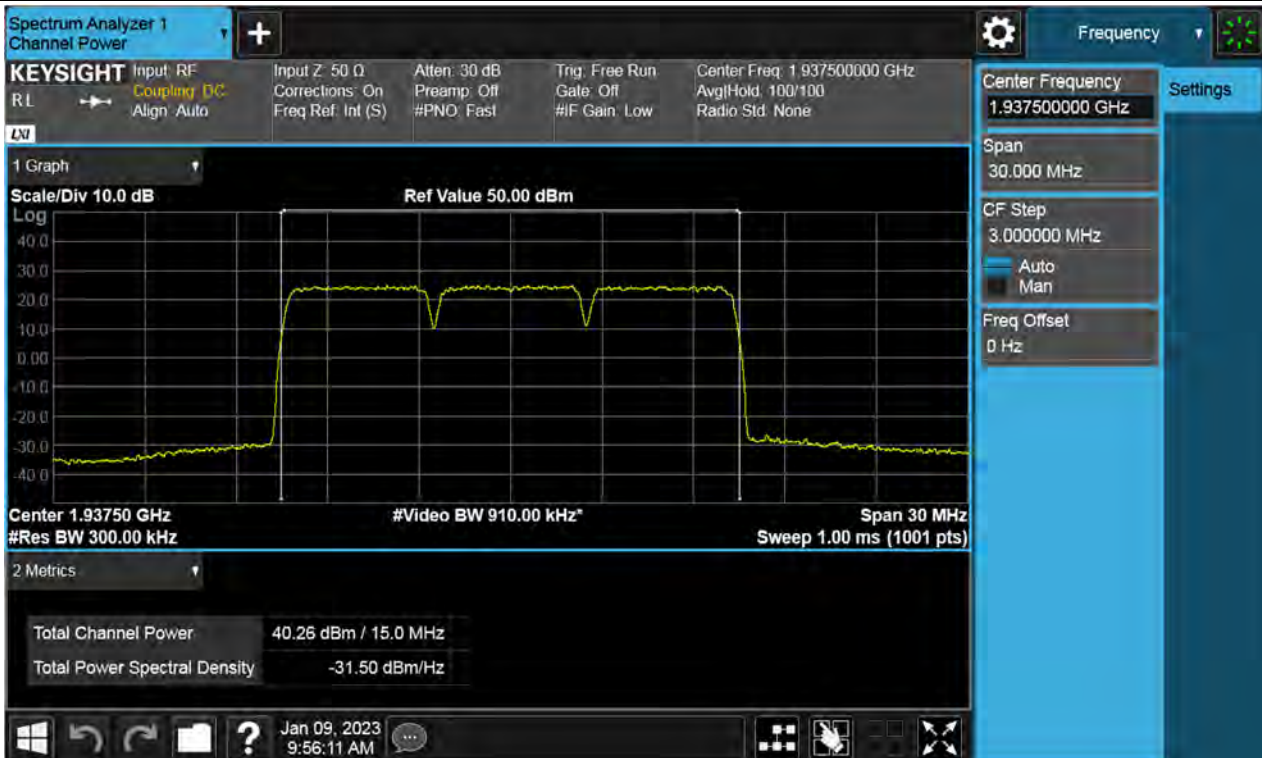 Spectrum Analyzer 1
Channel Power
Frequency
KEYSIGHT
RL
LXI
Input: RF
Coupling: DC
Align: Auto
Input Z: 50 Ω
Corrections: On
Freq Ref: Int (S)
Atten: 30 dB
Preamp: Off
#PNO: Fast
Trig: Free Run
Gate: Off
#IF Gain: Low
Center Freq: 1.937500000 GHz
Avg|Hold: 100/100
Radio Std: None
Center Frequency
1.937500000 GHz
Settings
Span
30.000 MHz
CF Step
3.000000 MHz
Auto
Man
Freq Offset
0 Hz
1 Graph
Scale/Div 10.0 dB
Ref Value 50.00 dBm
Log
40.0
30.0
20.0
10.0
0.00
-10.0
-20.0
-30.0
-40.0
Center 1.93750 GHz
#Video BW 910.00 kHz*
Span 30 MHz
#Res BW 300.00 kHz
Sweep 1.00 ms (1001 pts)
2 Metrics
Total Channel Power
40.26 dBm / 15.0 MHz
Total Power Spectral Density
-31.50 dBm/Hz
?
Jan 09, 2023
9:56:11 AM